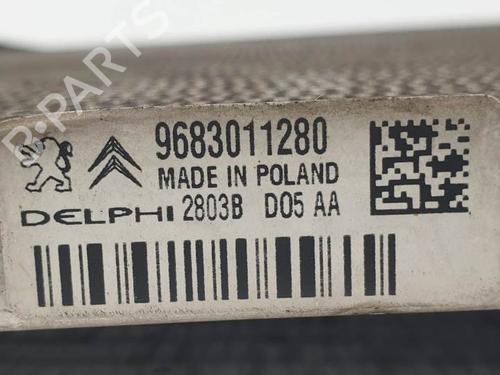 B-PARTS
9683011280
MADE IN POLAND
DELPHI 2803B D05 AA